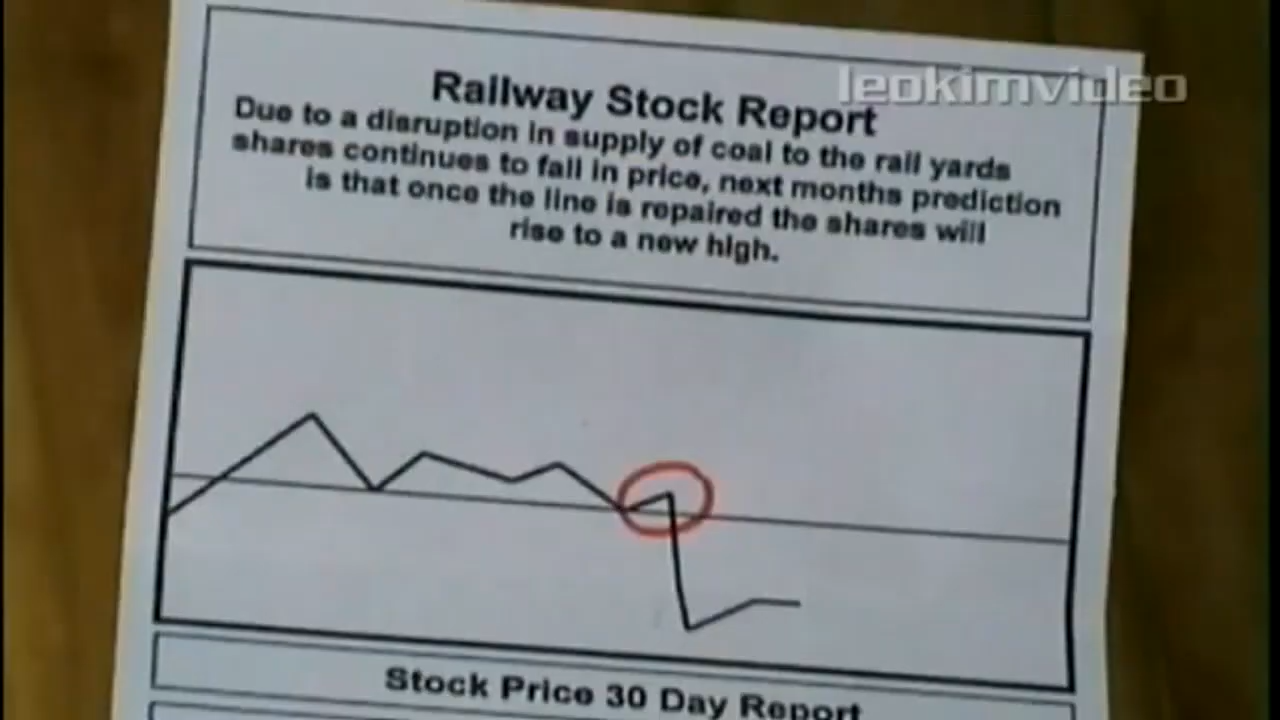 leokimvideo
Railway Stock Report
Due to a disruption in supply of coal to the rail yards
shares continues to fall in price, next months prediction
is that once the line is repaired the shares will
rise to a new high.
Stock Price 30 Day Report